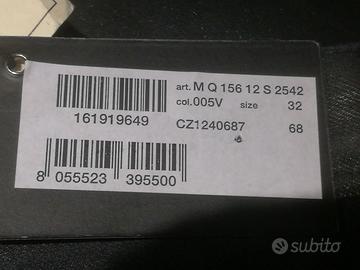 art. M Q 156 12 S 2542
col. 005V size 32
161919649
CZ1240687 68
8 055523 395500
subito